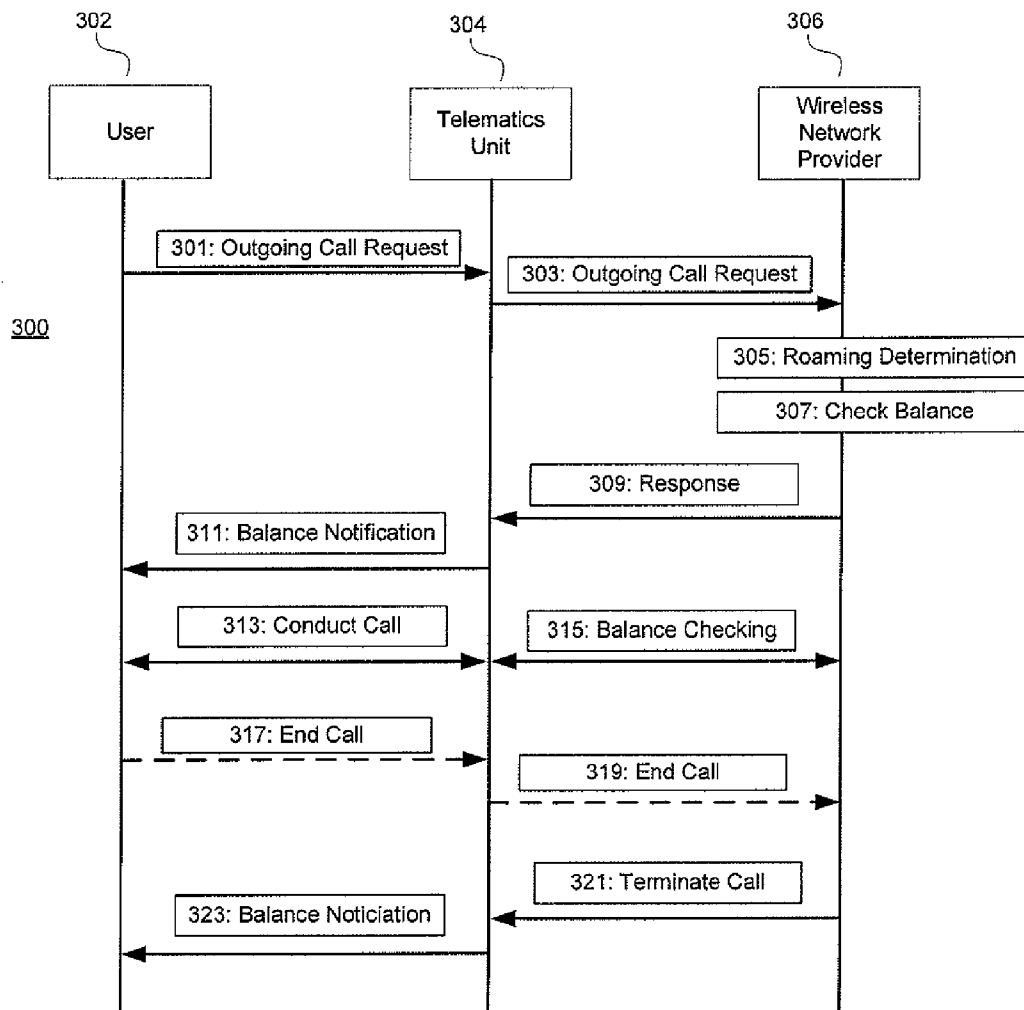 302
304
306
User
Telematics
Unit
Wireless
Network
Provider
301: Outgoing Call Request
303: Outgoing Call Request
300
305: Roaming Determination
307: Check Balance
309: Response
311: Balance Notification
313: Conduct Call
315: Balance Checking
317: End Call
319: End Call
321: Terminate Call
323: Balance Noticiation